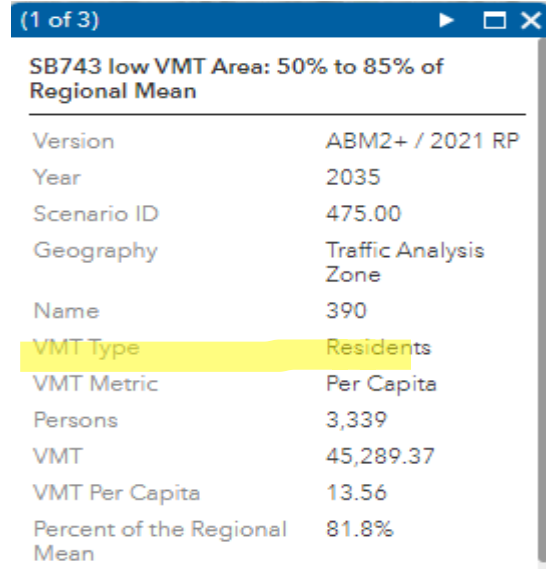 (1 of 3)
SB743 low VMT Area: 50% to 85% of
Regional Mean
Version ABM2+ / 2021 RP
Year 2035
Scenario ID 475.00
Geography Traffic Analysis
Zone
Name 390
VMT Type Residents
VMT Metric Per Capita
Persons 3,339
VMT 45,289.37
VMT Per Capita 13.56
Percent of the Regional 81.8%
Mean